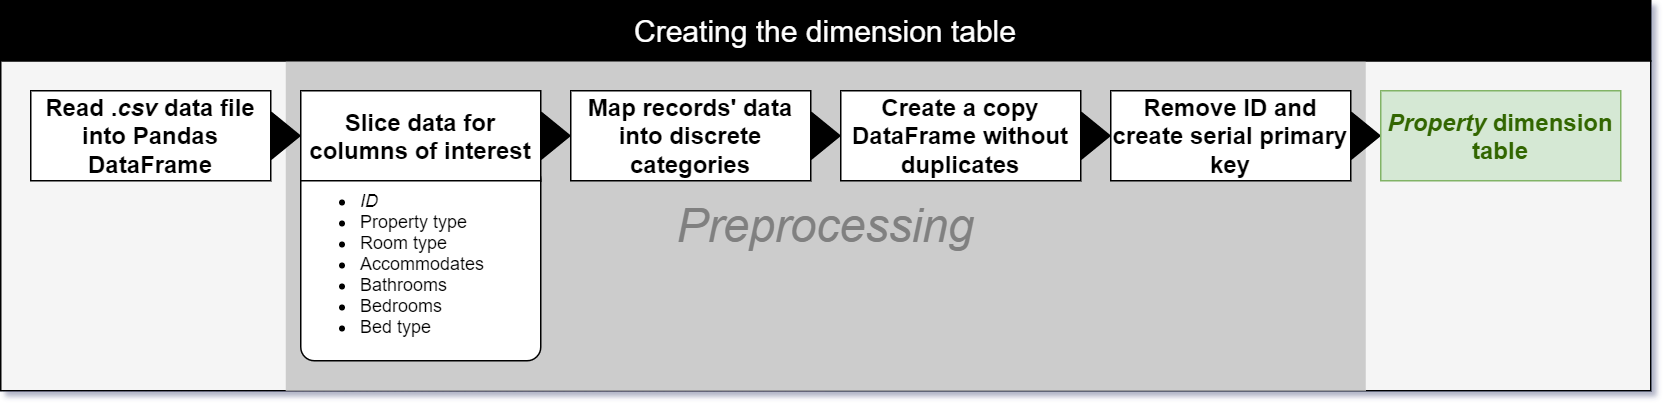 Creating the dimension table
Read .csv data file
into Pandas
DataFrame
Slice data for
columns of interest
Map records' data
into discrete
categories
Create a copy
DataFrame without
duplicates
Remove ID and
create serial primary
key
Property dimension
table
ID
Property type
Room type
Accommodates
Bathrooms
Bedrooms
Bed type
Preprocessing